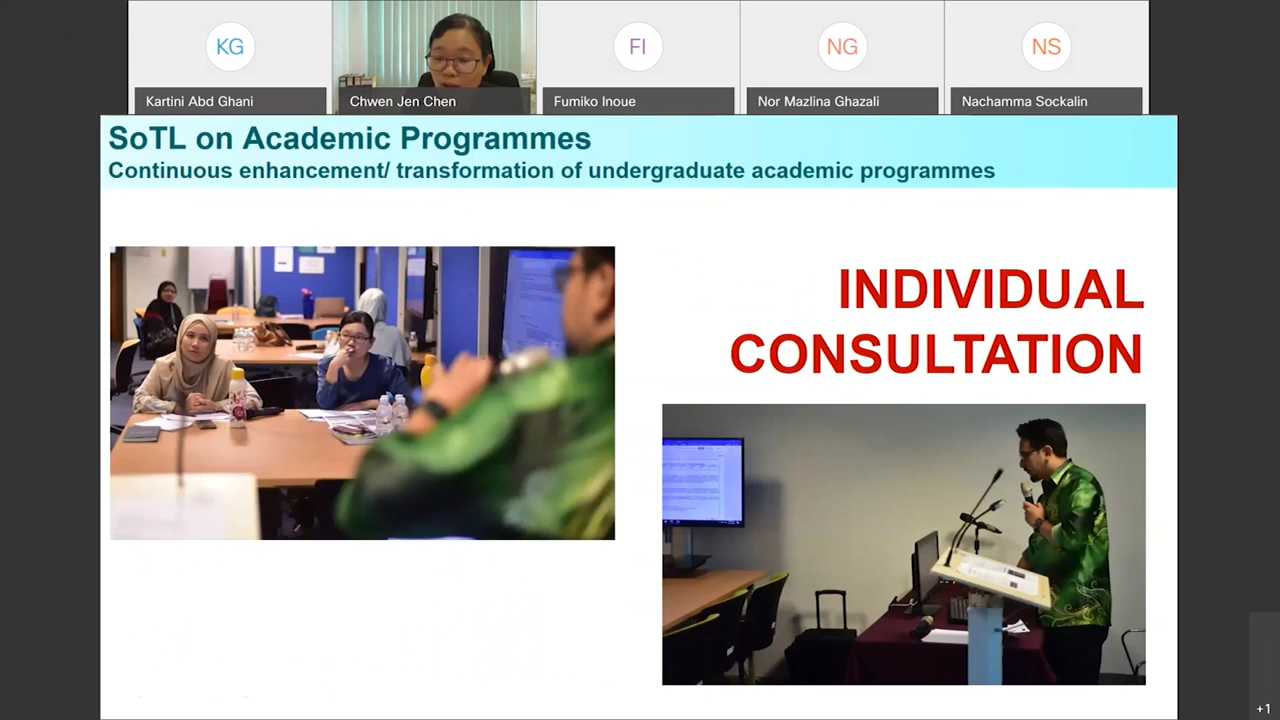 KG
FI
NG
NS
Kartini Abd Ghani
Chwen Jen Chen
Fumiko Inoue
Nor Mazlina Ghazali
Nachamma Sockalin
SoTL on Academic Programmes
Continuous enhancement/ transformation of undergraduate academic programmes
INDIVIDUAL
CONSULTATION
+1